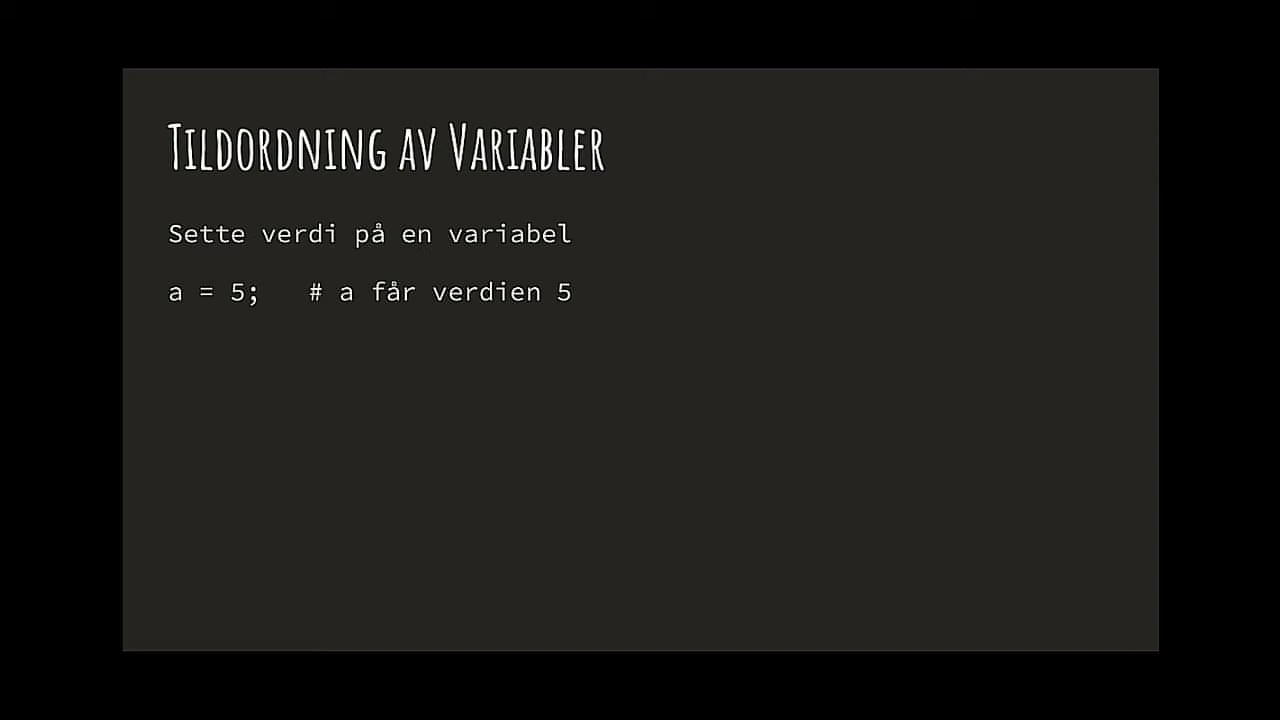 Tildordning av Variabler
Sette verdi på en variabel
a = 5;   # a får verdien 5